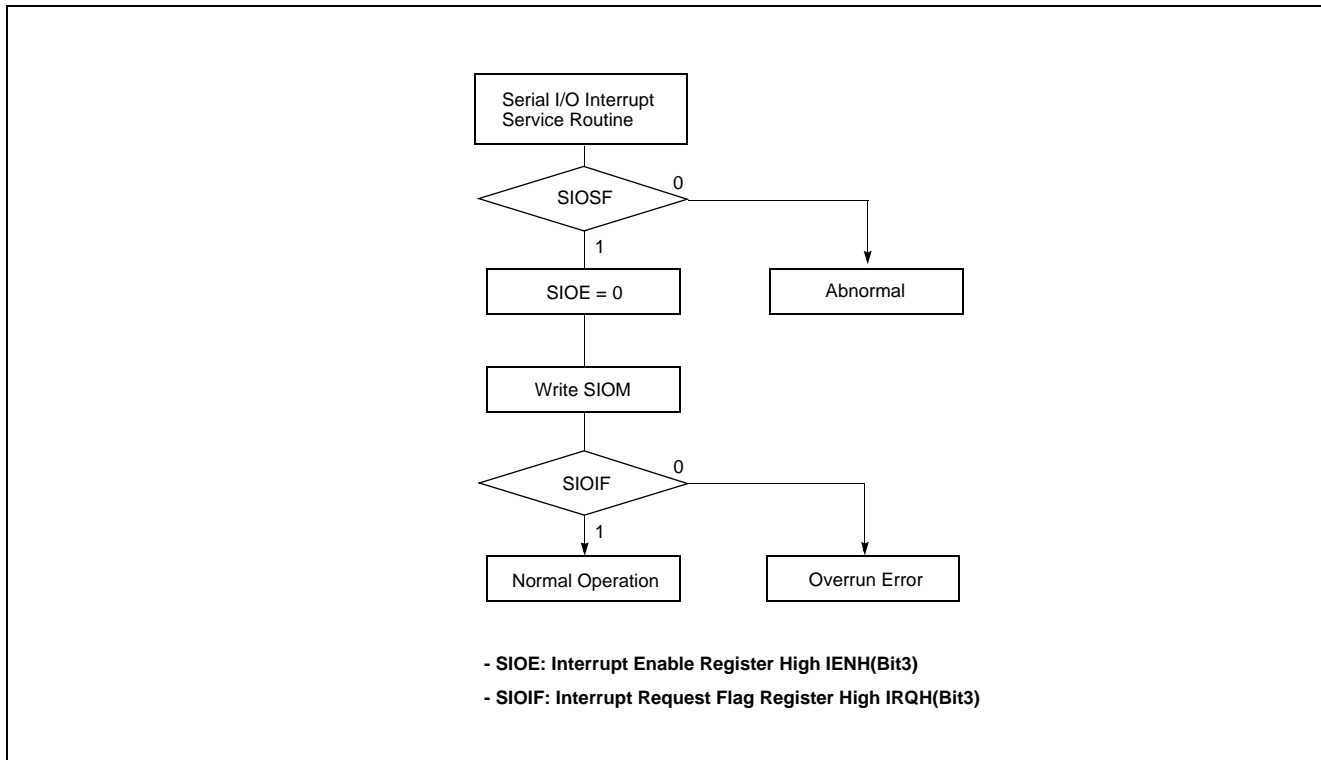 Serial I/O Interrupt
Service Routine
SIOSF
0
1
SIOE = 0
Abnormal
Write SIOM
SIOIF
0
1
Normal Operation
Overrun Error
- SIOE: Interrupt Enable Register High IENH(Bit3)
- SIOIF: Interrupt Request Flag Register High IRQH(Bit3)